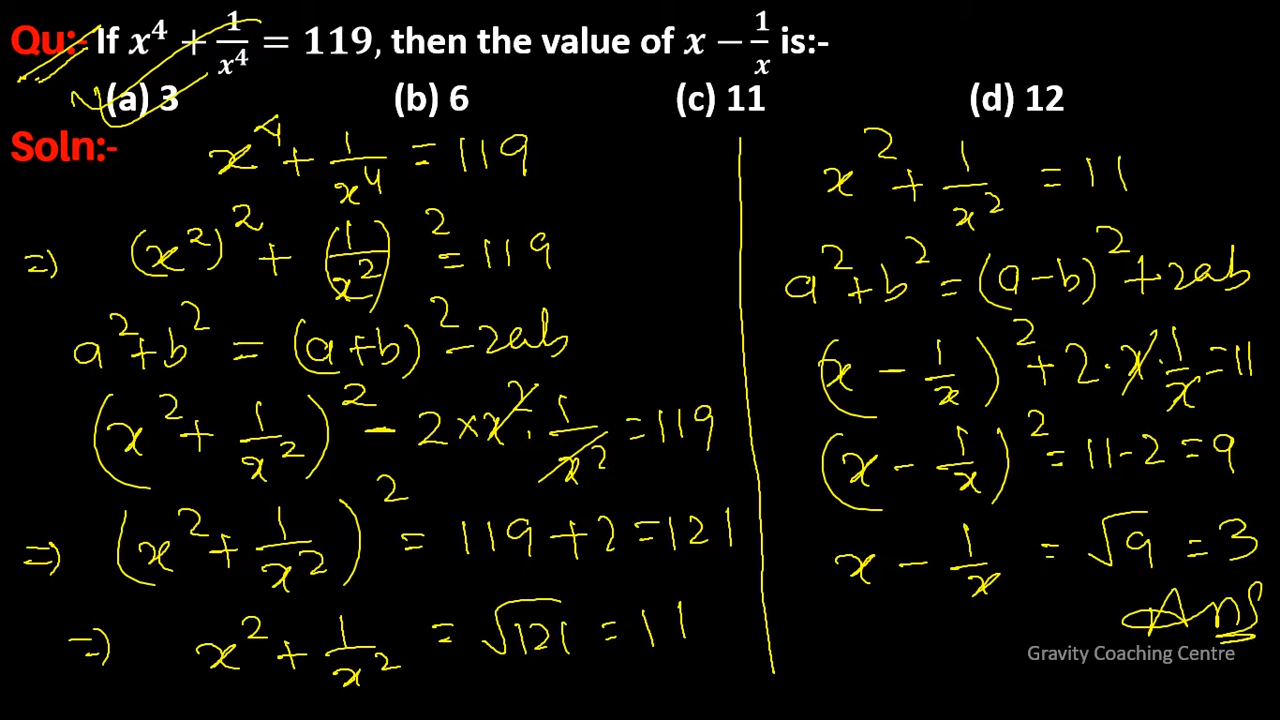 Qu:- If x⁴ + 1/x⁴ = 119, then the value of x − 1/x is:-
(a) 3 (b) 6 (c) 11 (d) 12
Soln:- x⁴ + 1/x⁴ = 119
=> (x²)² + (1/x²)² = 119
a² + b² = (a+b)² - 2ab
(x² + 1/x²)² - 2 × x² · 1/x² = 119
=> (x² + 1/x²)² = 119 + 2 = 121
=> x² + 1/x² = √121 = 11
x² + 1/x² = 11
a² + b² = (a-b)² + 2ab
(x - 1/x)² + 2 · x · 1/x = 11
(x - 1/x)² = 11 - 2 = 9
x - 1/x = √9 = 3
Ans
Gravity Coaching Centre